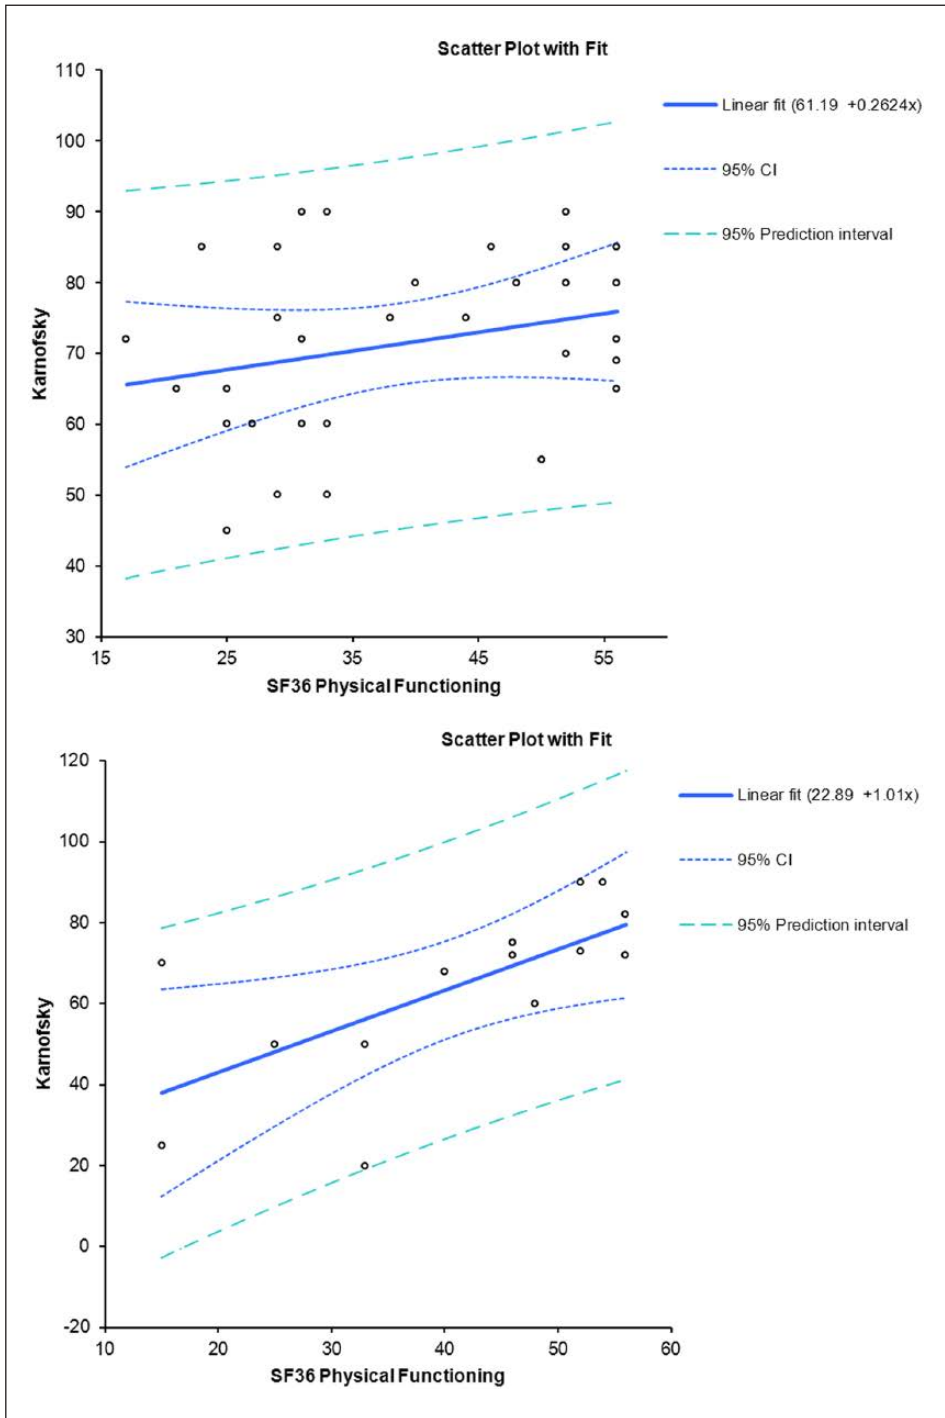 Scatter Plot with Fit
110
100
90
80
70
60
50
40
30
Karnofsky
15 25 35 45 55
SF36 Physical Functioning
Linear fit (61.19 +0.2624x)
95% CI
95% Prediction interval
Scatter Plot with Fit
120
100
80
60
40
20
0
-20
Karnofsky
10 20 30 40 50 60
SF36 Physical Functioning
Linear fit (22.89 +1.01x)
95% CI
95% Prediction interval